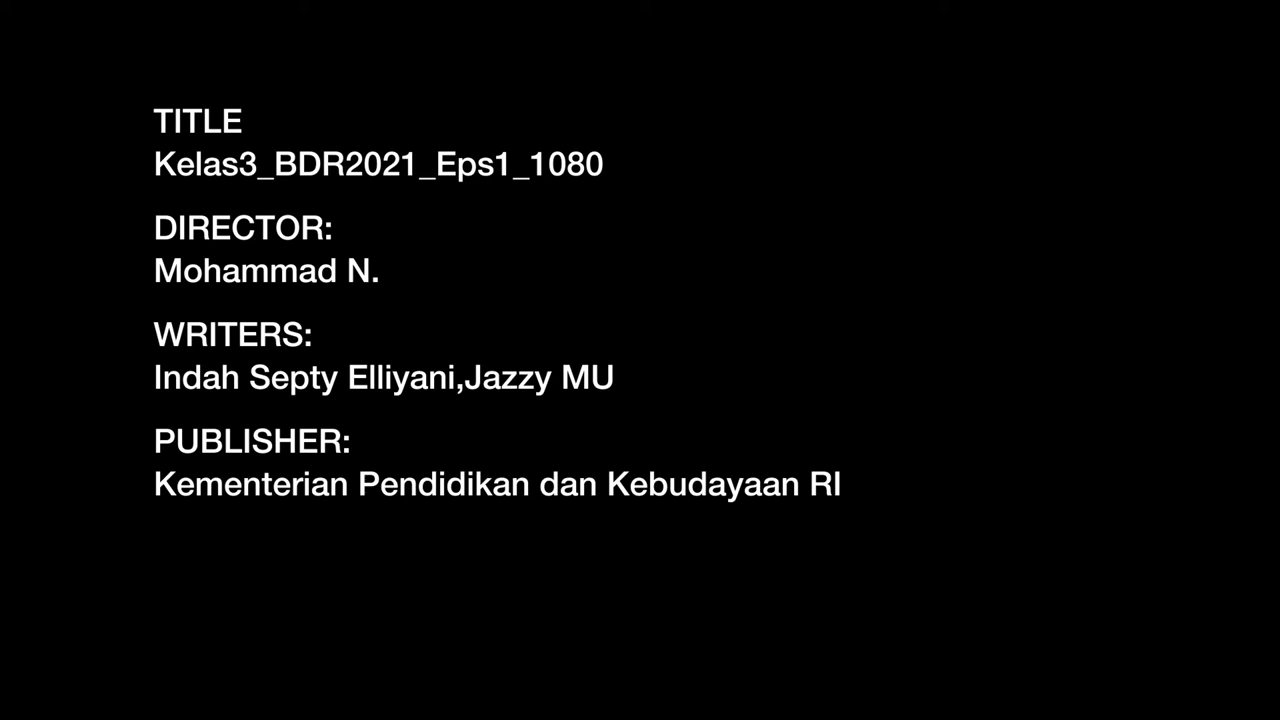 TITLE
Kelas3_BDR2021_Eps1_1080
DIRECTOR:
Mohammad N.
WRITERS:
Indah Septy Elliyani,Jazzy MU
PUBLISHER:
Kementerian Pendidikan dan Kebudayaan RI